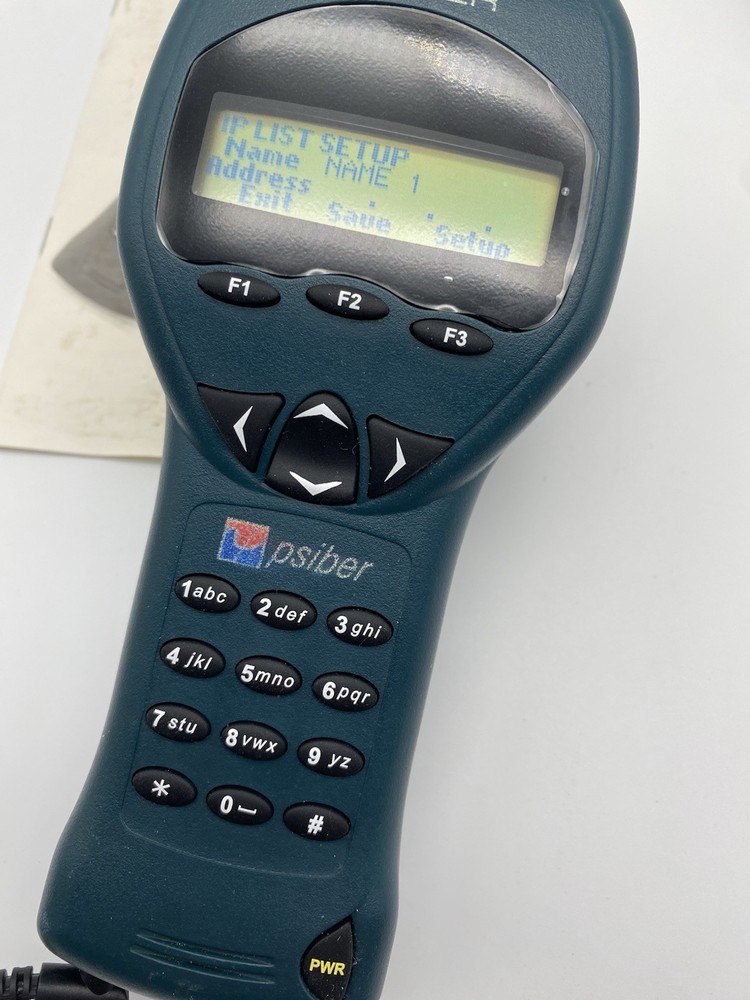 IP LIST SETUP
Name NAME 1
Address . . .
Exit Save Setup
F1 F2 F3
psiber
1abc 2def 3ghi
4jkl 5mno 6pqr
7stu 8vwx 9yz
* 0 #
PWR